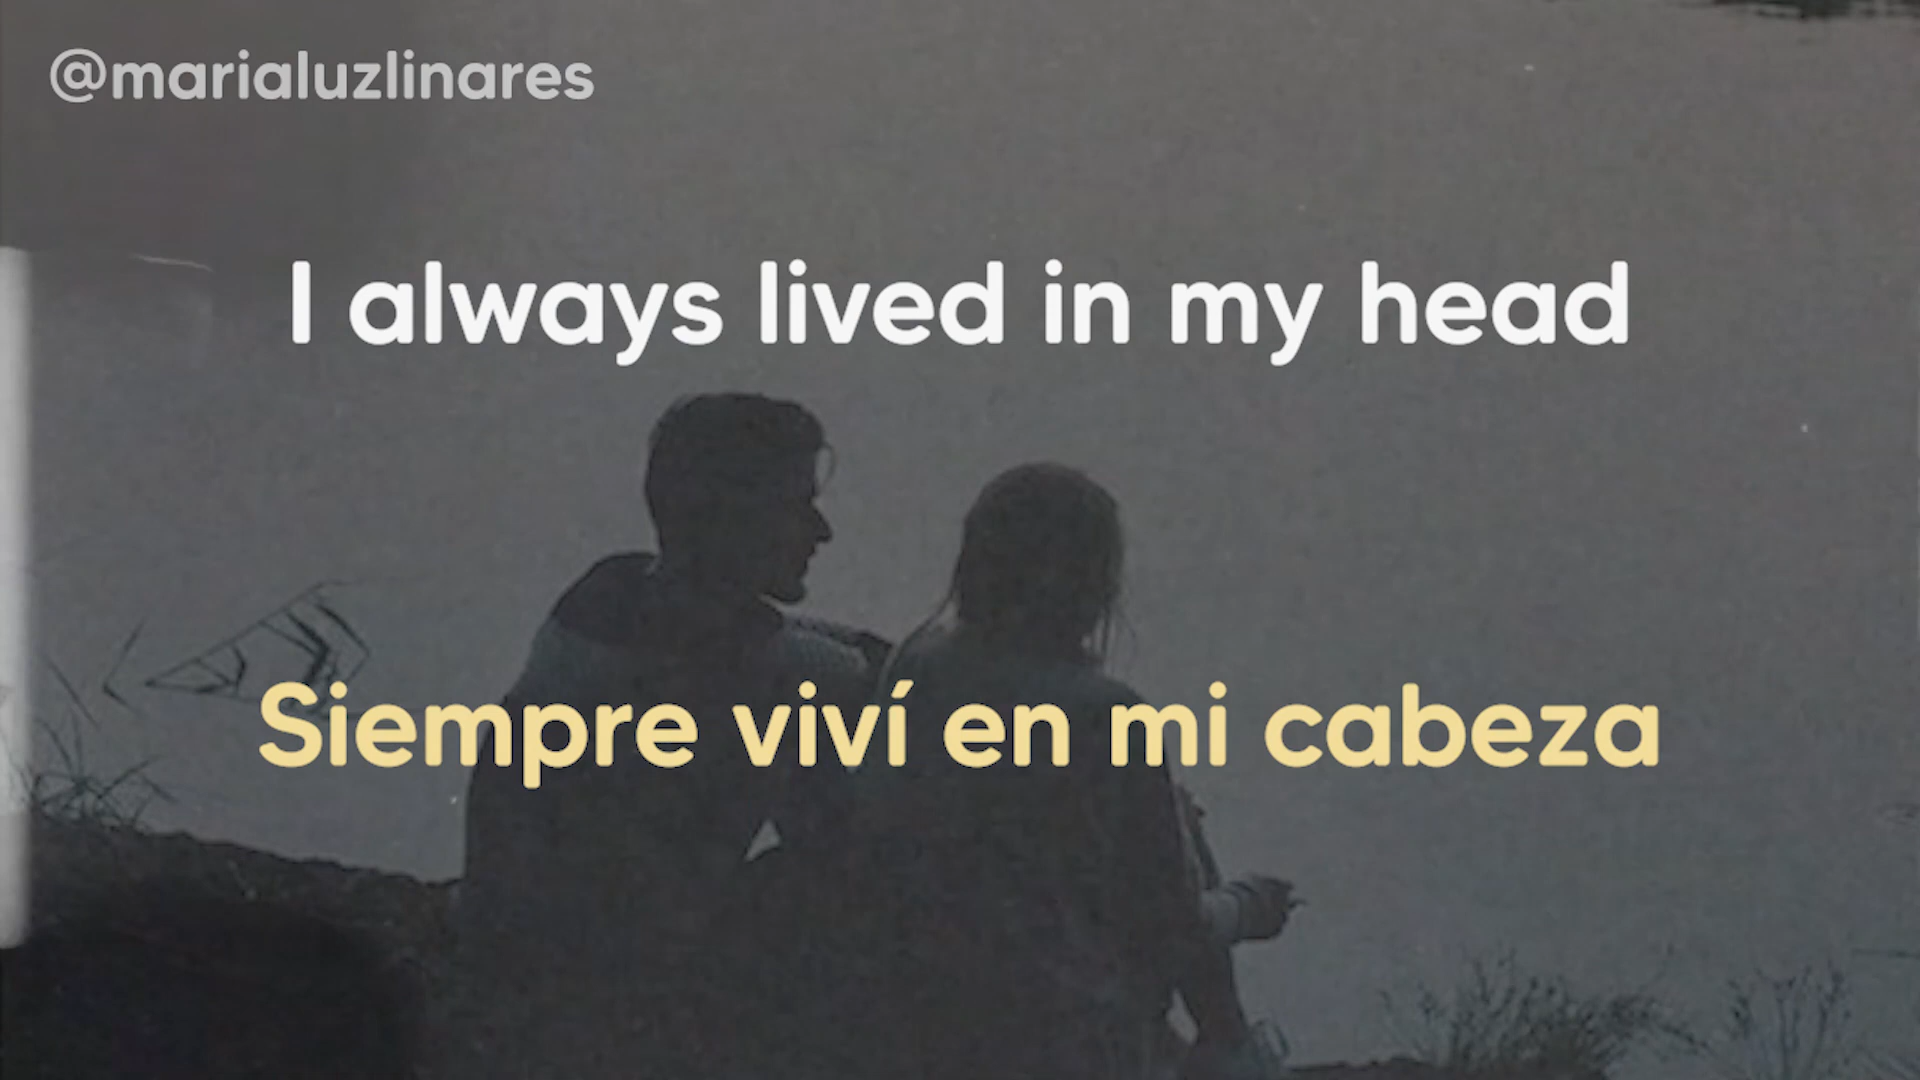 @marialuzlinares
I always lived in my head
Siempre viví en mi cabeza